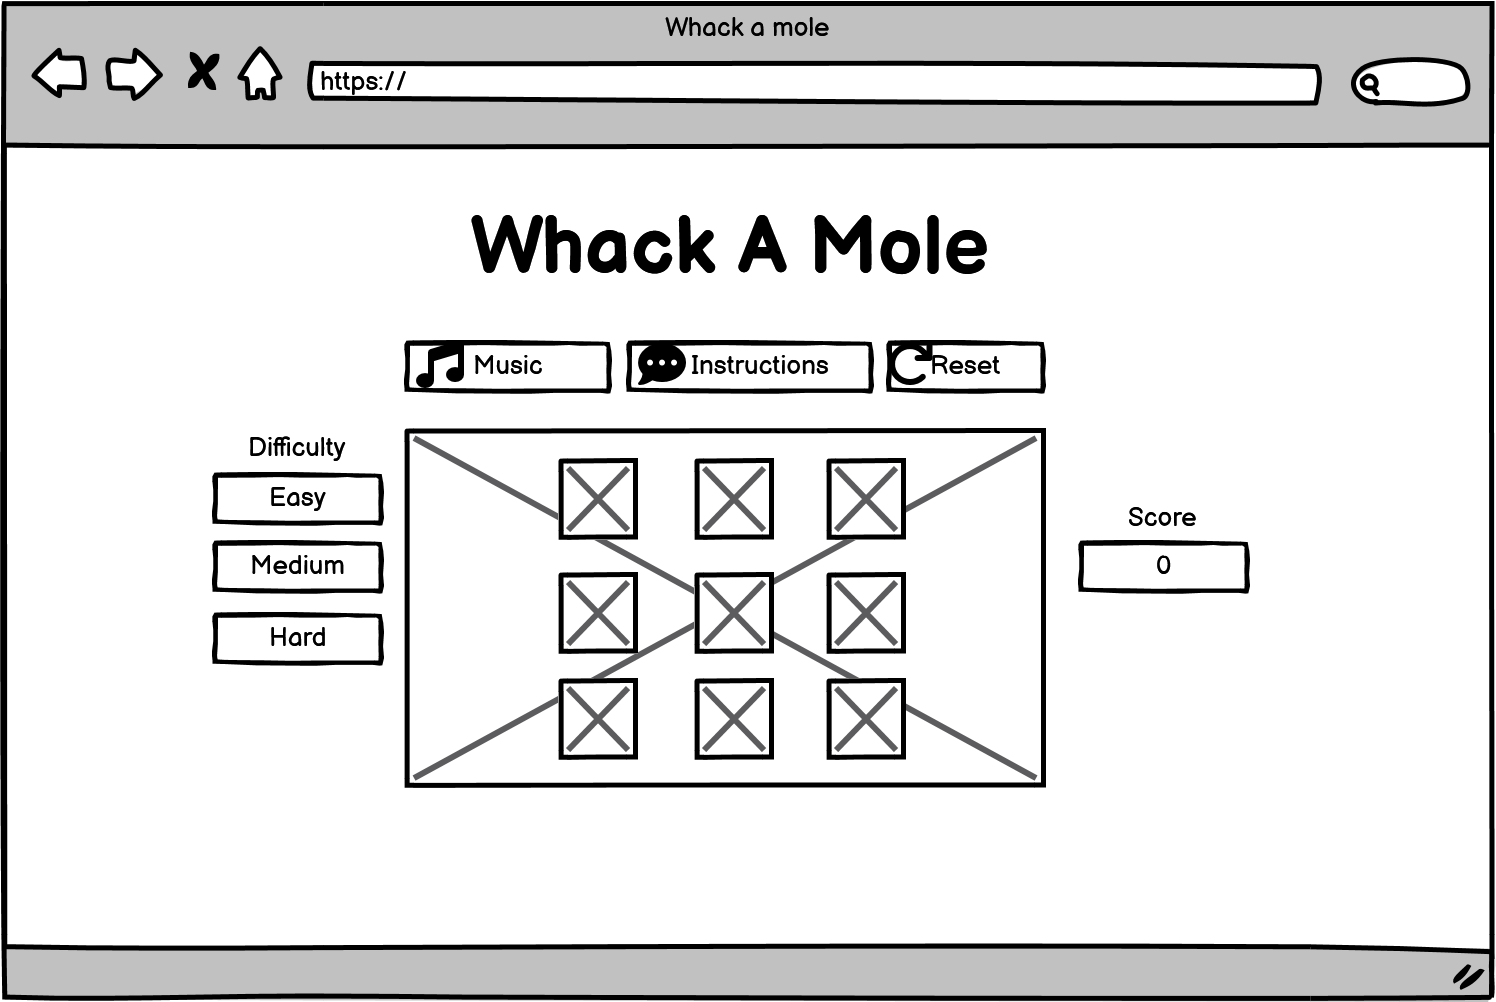 Whack a mole
https://
Whack A Mole
Music
Instructions
Reset
Difficulty
Easy
Medium
Hard
Score
0